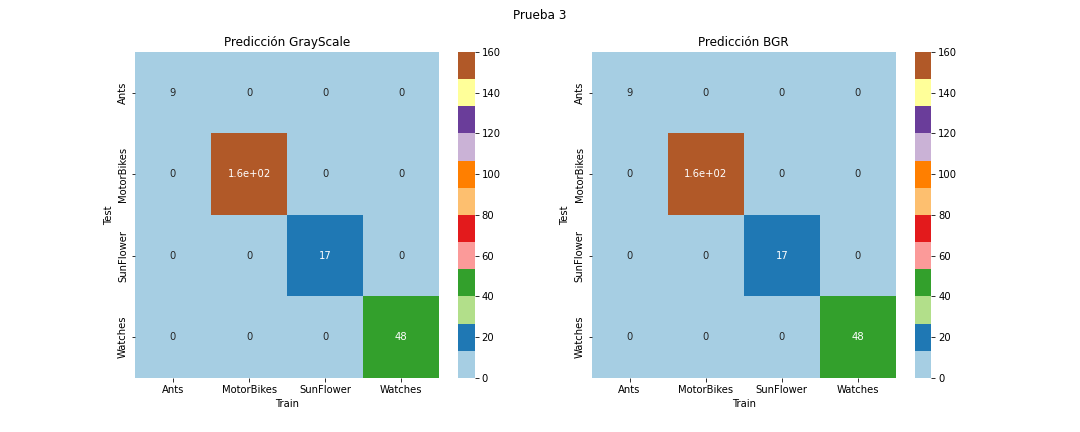 Prueba 3
Predicción GrayScale
Ants
MotorBikes
SunFlower
Watches
Test
9 0 0 0
0 1.6e+02 0 0
0 0 17 0
0 0 0 48
Ants MotorBikes SunFlower Watches
Train
160
140
120
100
80
60
40
20
0
Predicción BGR
Ants
MotorBikes
SunFlower
Watches
Test
9 0 0 0
0 1.6e+02 0 0
0 0 17 0
0 0 0 48
Ants MotorBikes SunFlower Watches
Train
160
140
120
100
80
60
40
20
0